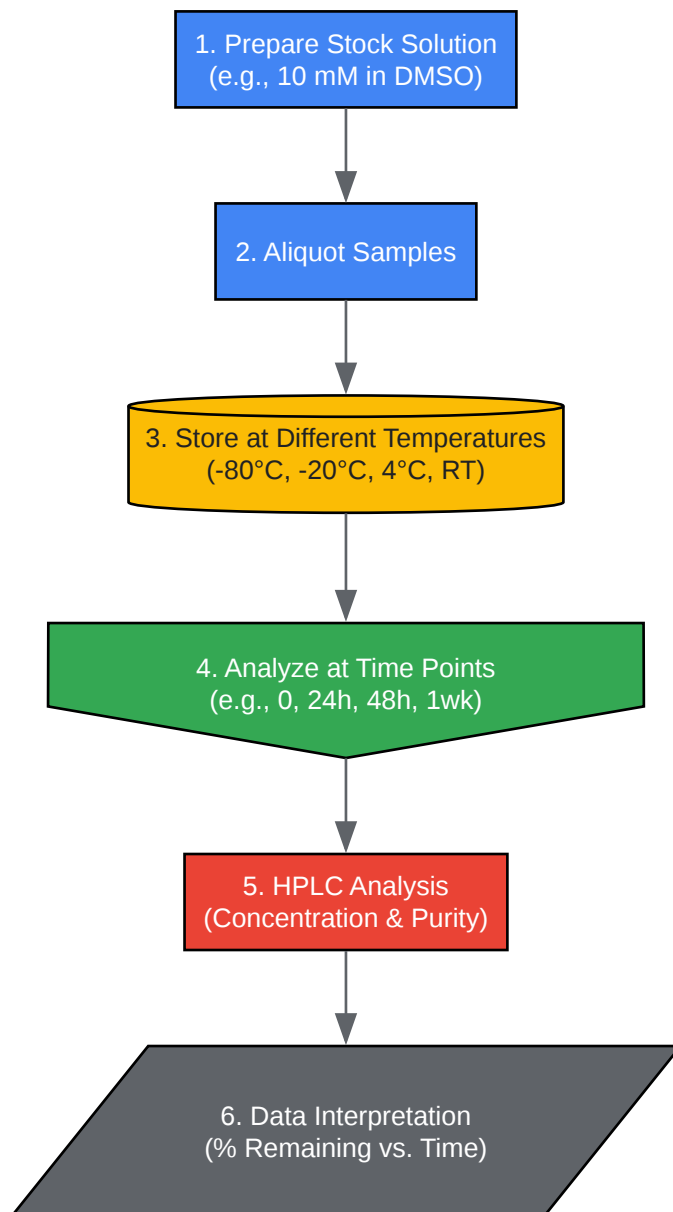 1. Prepare Stock Solution
(e.g., 10 mM in DMSO)
2. Aliquot Samples
3. Store at Different Temperatures
(-80°C, -20°C, 4°C, RT)
4. Analyze at Time Points
(e.g., 0, 24h, 48h, 1wk)
5. HPLC Analysis
(Concentration & Purity)
6. Data Interpretation
(% Remaining vs. Time)